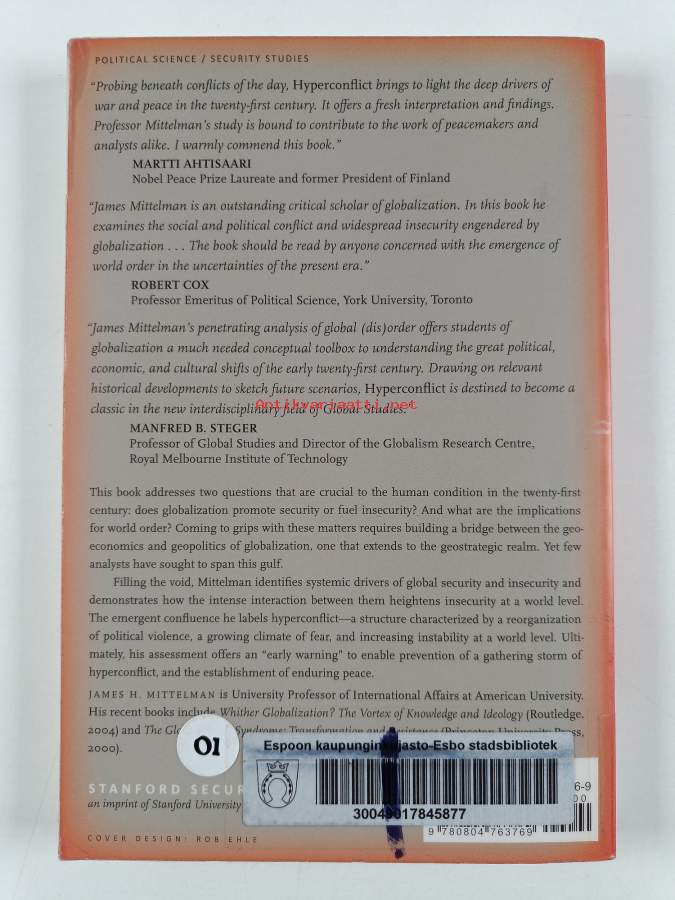 POLITICAL SCIENCE / SECURITY STUDIES
“Probing beneath conflicts of the day, Hyperconflict brings to light the deep drivers of
war and peace in the twenty-first century. It offers a fresh interpretation and findings.
Professor Mittelman’s study is bound to contribute to the work of peacemakers and
analysts alike. I warmly commend this book.”
MARTTI AHTISAARI
Nobel Peace Prize Laureate and former President of Finland
“James Mittelman is an outstanding critical scholar of globalization. In this book he
examines the social and political conflict and widespread insecurity engendered by
globalization . . . The book should be read by anyone concerned with the emergence of
world order in the uncertainties of the present era.”
ROBERT COX
Professor Emeritus of Political Science, York University, Toronto
“James Mittelman’s penetrating analysis of global (dis)order offers students of
globalization a much needed conceptual toolbox to understanding the great political,
economic, and cultural shifts of the early twenty-first century. Drawing on relevant
historical developments to sketch future scenarios, Hyperconflict is destined to become a
classic in the new interdisciplinary field of Global Studies.”
Antikvariaatti.net
MANFRED B. STEGER
Professor of Global Studies and Director of the Globalism Research Centre,
Royal Melbourne Institute of Technology
This book addresses two questions that are crucial to the human condition in the twenty-first
century: does globalization promote security or fuel insecurity? And what are the implications
for world order? Coming to grips with these matters requires building a bridge between the geo-
economics and geopolitics of globalization, one that extends to the geostrategic realm. Yet few
analysts have sought to span this gulf.
Filling the void, Mittelman identifies systemic drivers of global security and insecurity and
demonstrates how the intense interaction between them heightens insecurity at a world level.
The emergent confluence he labels hyperconflict—a structure characterized by a reorganization
of political violence, a growing climate of fear, and increasing instability at a world level. Ulti-
mately, his assessment offers an “early warning” to enable prevention of a gathering storm of
hyperconflict, and the establishment of enduring peace.
JAMES H. MITTELMAN is University Professor of International Affairs at American University.
His recent books include Whither Globalization? The Vortex of Knowledge and Ideology (Routledge,
2004) and The Syndrome: Transformation and Resistance (Princeton University Press,
2000).
OI
Espoon kaupunginkirjasto-Esbo stadsbibliotek
30049017845877
STANFORD
an imprint of Stanford University
6-9
00
9 780804 763769
COVER DESIGN: ROB EHLE